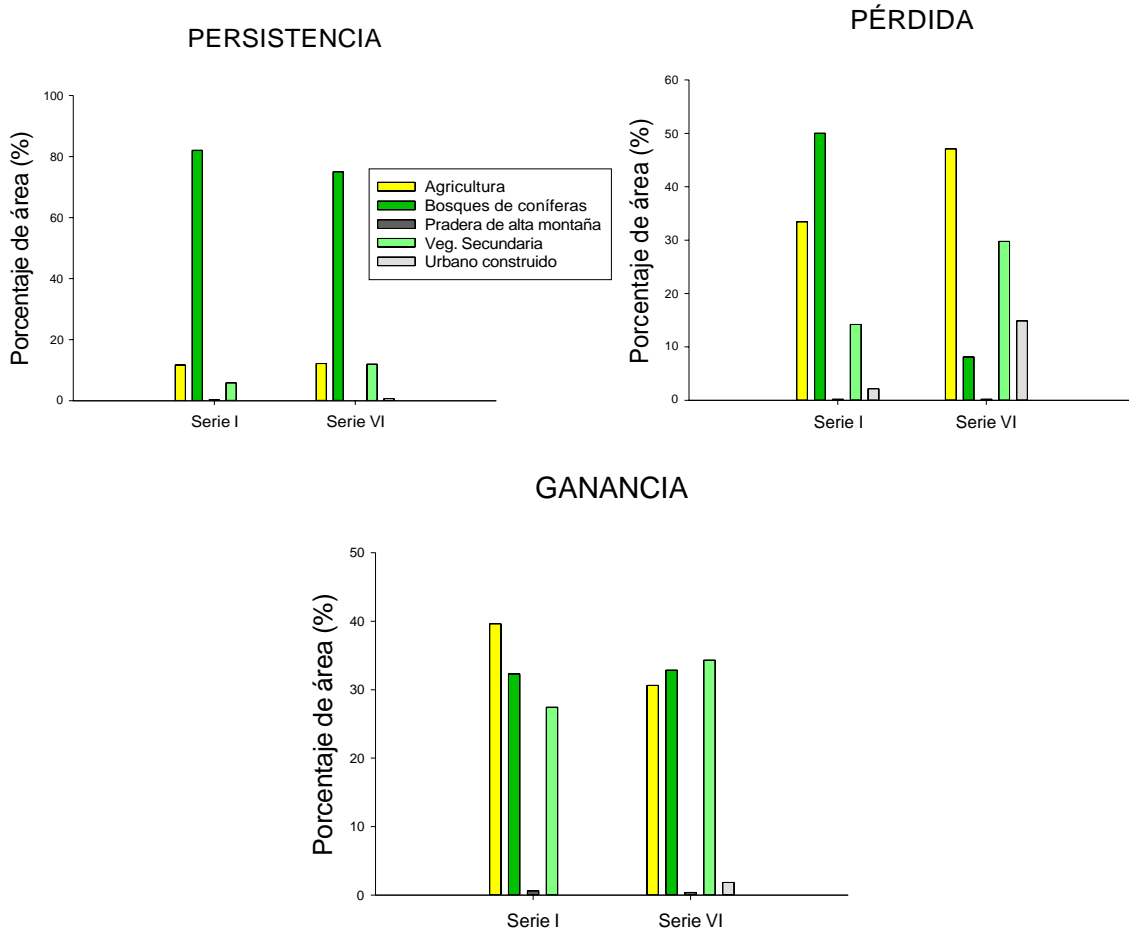 PERSISTENCIA
Porcentaje de área (%)
100
80
60
40
20
0
Serie I
Serie VI
Agricultura
Bosques de coníferas
Pradera de alta montaña
Veg. Secundaria
Urbano construido
PÉRDIDA
Porcentaje de área (%)
60
50
40
30
20
10
0
Serie I
Serie VI
GANANCIA
Porcentaje de área (%)
50
40
30
20
10
0
Serie I
Serie VI